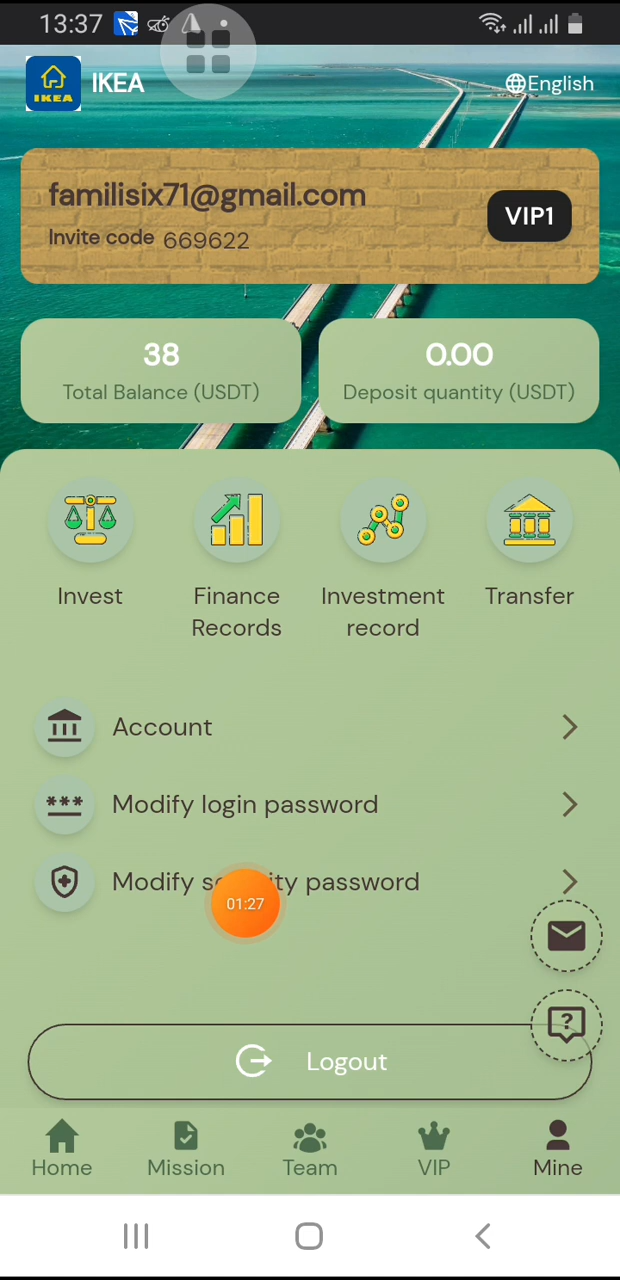 13:37
IKEA
IKEA
English
familisix71@gmail.com
VIP1
Invite code 669622
38
Total Balance (USDT)
0.00
Deposit quantity (USDT)
Invest
Finance
Records
Investment
record
Transfer
Account
***
Modify login password
Modify security password
01:27
?
Logout
Home
Mission
Team
VIP
Mine